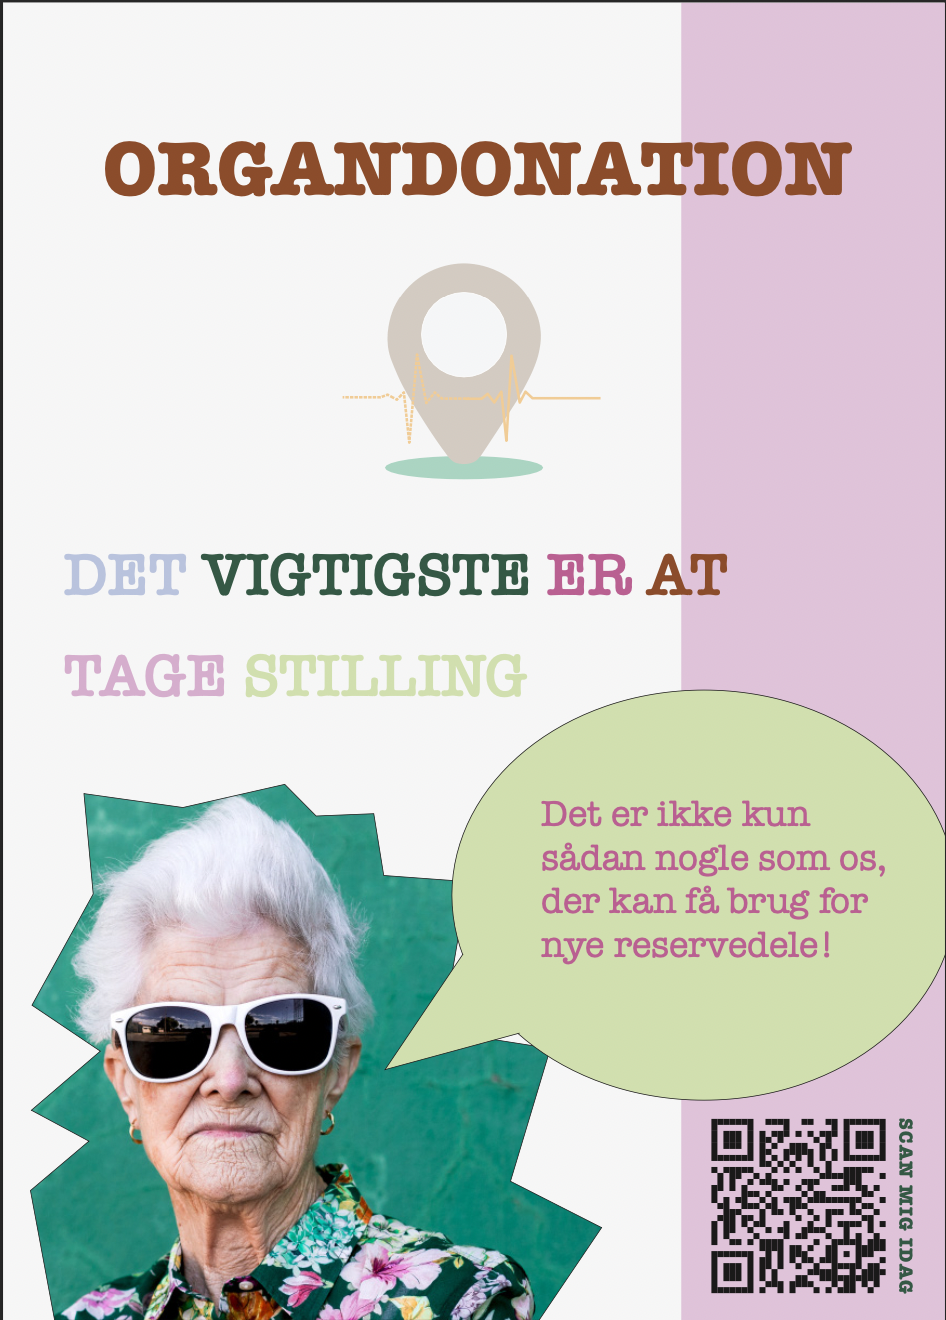 ORGANDONATION
DET VIGTIGSTE ER AT
TAGE STILLING
Det er ikke kun
sådan nogle som os,
der kan få brug for
nye reservedele!
SCAN MIG IDAG